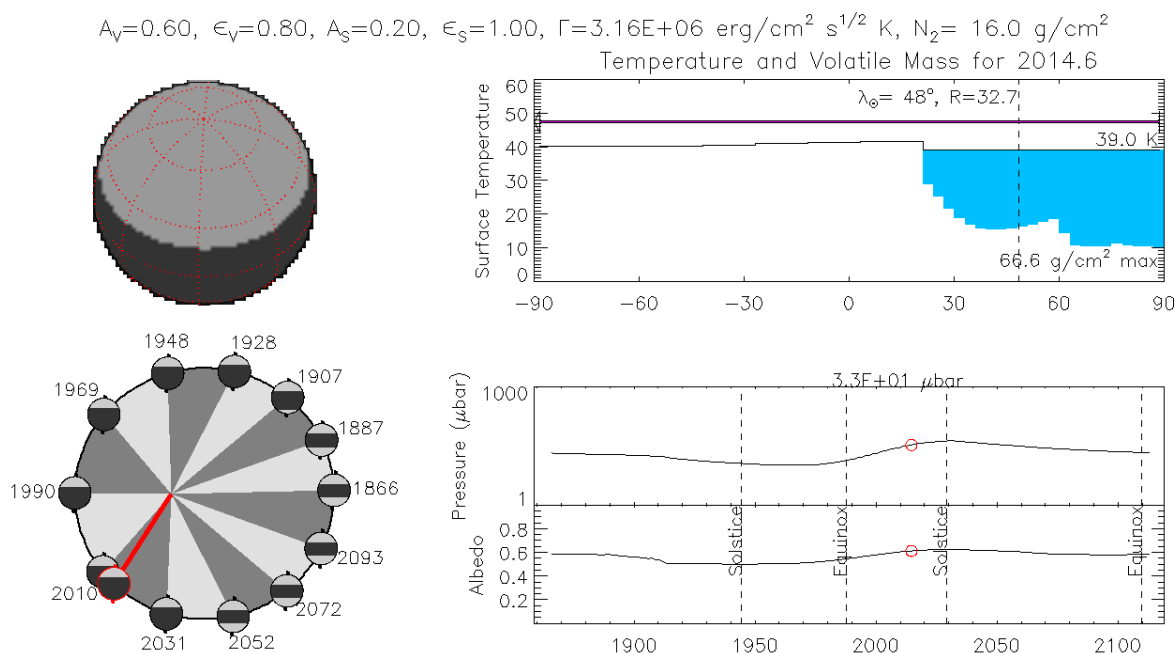 A_V=0.60, ϵ_V=0.80, A_S=0.20, ϵ_S=1.00, Γ=3.16E+06 erg/cm² s^1/2 K, N₂= 16.0 g/cm²
Temperature and Volatile Mass for 2014.6
λ_⊙= 48°, R=32.7
39.0 K
66.6 g/cm² max
Surface Temperature
60
50
40
30
20
10
0
−90 −60 −30 0 30 60 90
1948
1928
1969
1907
1887
1990
1866
2093
2010
2072
2031
2052
3.3E+01 μbar
Pressure (μbar)
1000
1
Albedo
0.8
0.6
0.4
0.2
Solstice
Equinox
Solstice
Equinox
1900 1950 2000 2050 2100